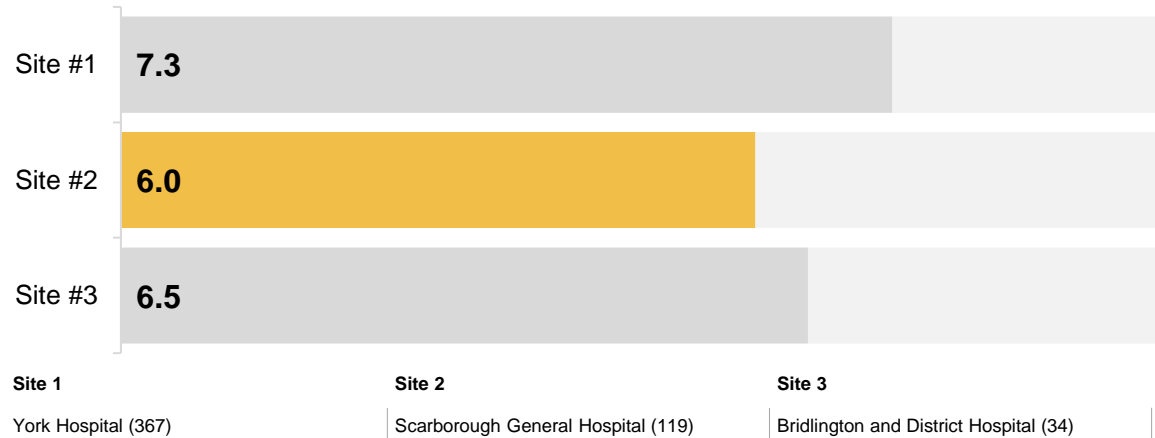 Site #1
7.3
Site #2
6.0
Site #3
6.5
Site 1
Site 2
Site 3
York Hospital (367)
Scarborough General Hospital (119)
Bridlington and District Hospital (34)